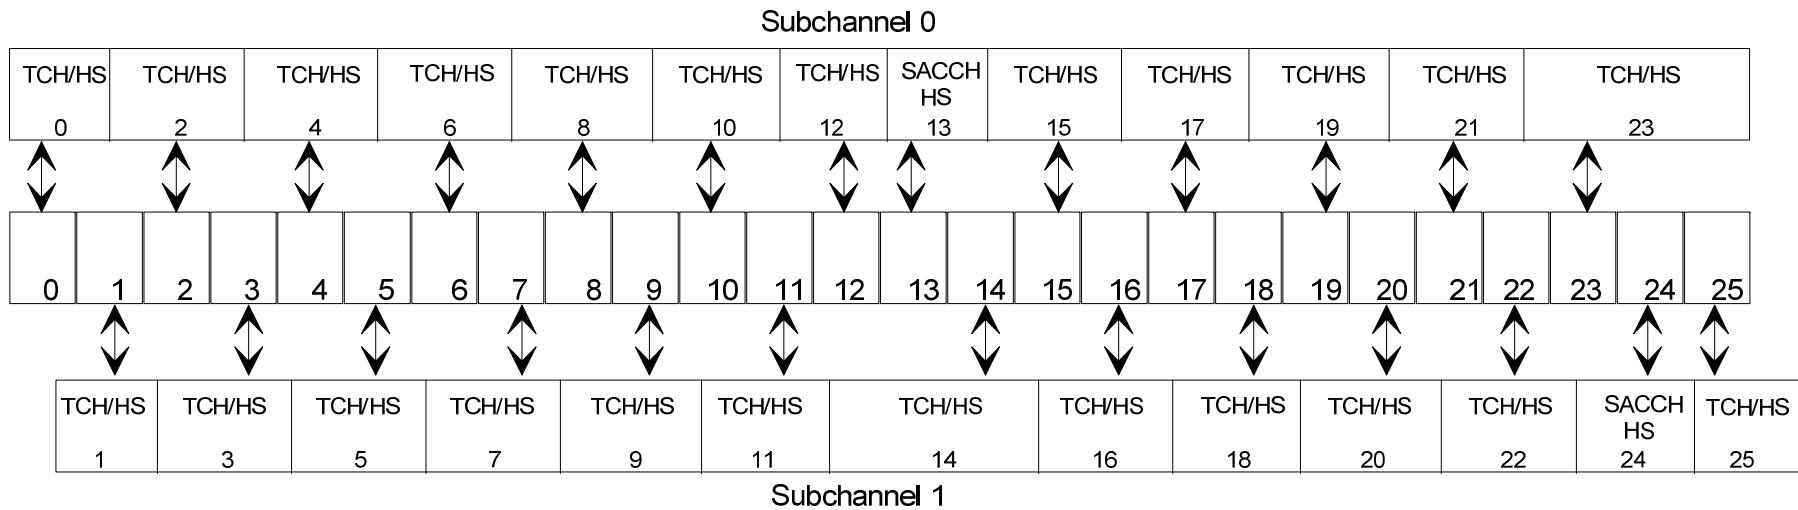 Subchannel 0
TCH/HS TCH/HS TCH/HS TCH/HS TCH/HS TCH/HS TCH/HS SACCH HS TCH/HS TCH/HS TCH/HS TCH/HS TCH/HS
0 2 4 6 8 10 12 13 15 17 19 21 23
0 1 2 3 4 5 6 7 8 9 10 11 12 13 14 15 16 17 18 19 20 21 22 23 24 25
TCH/HS TCH/HS TCH/HS TCH/HS TCH/HS TCH/HS TCH/HS TCH/HS TCH/HS TCH/HS TCH/HS SACCH HS TCH/HS
1 3 5 7 9 11 14 16 18 20 22 24 25
Subchannel 1